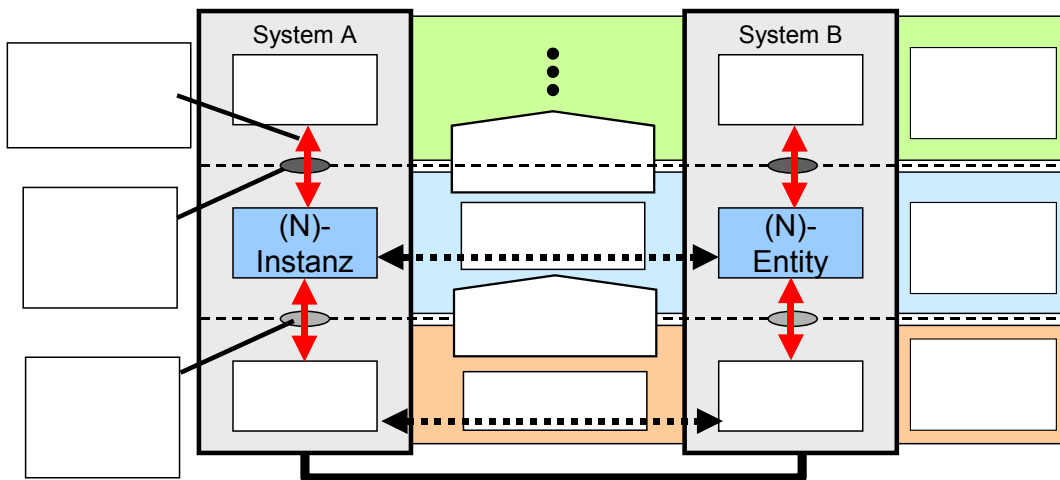 System A
System B
(N)-
Instanz
(N)-
Entity